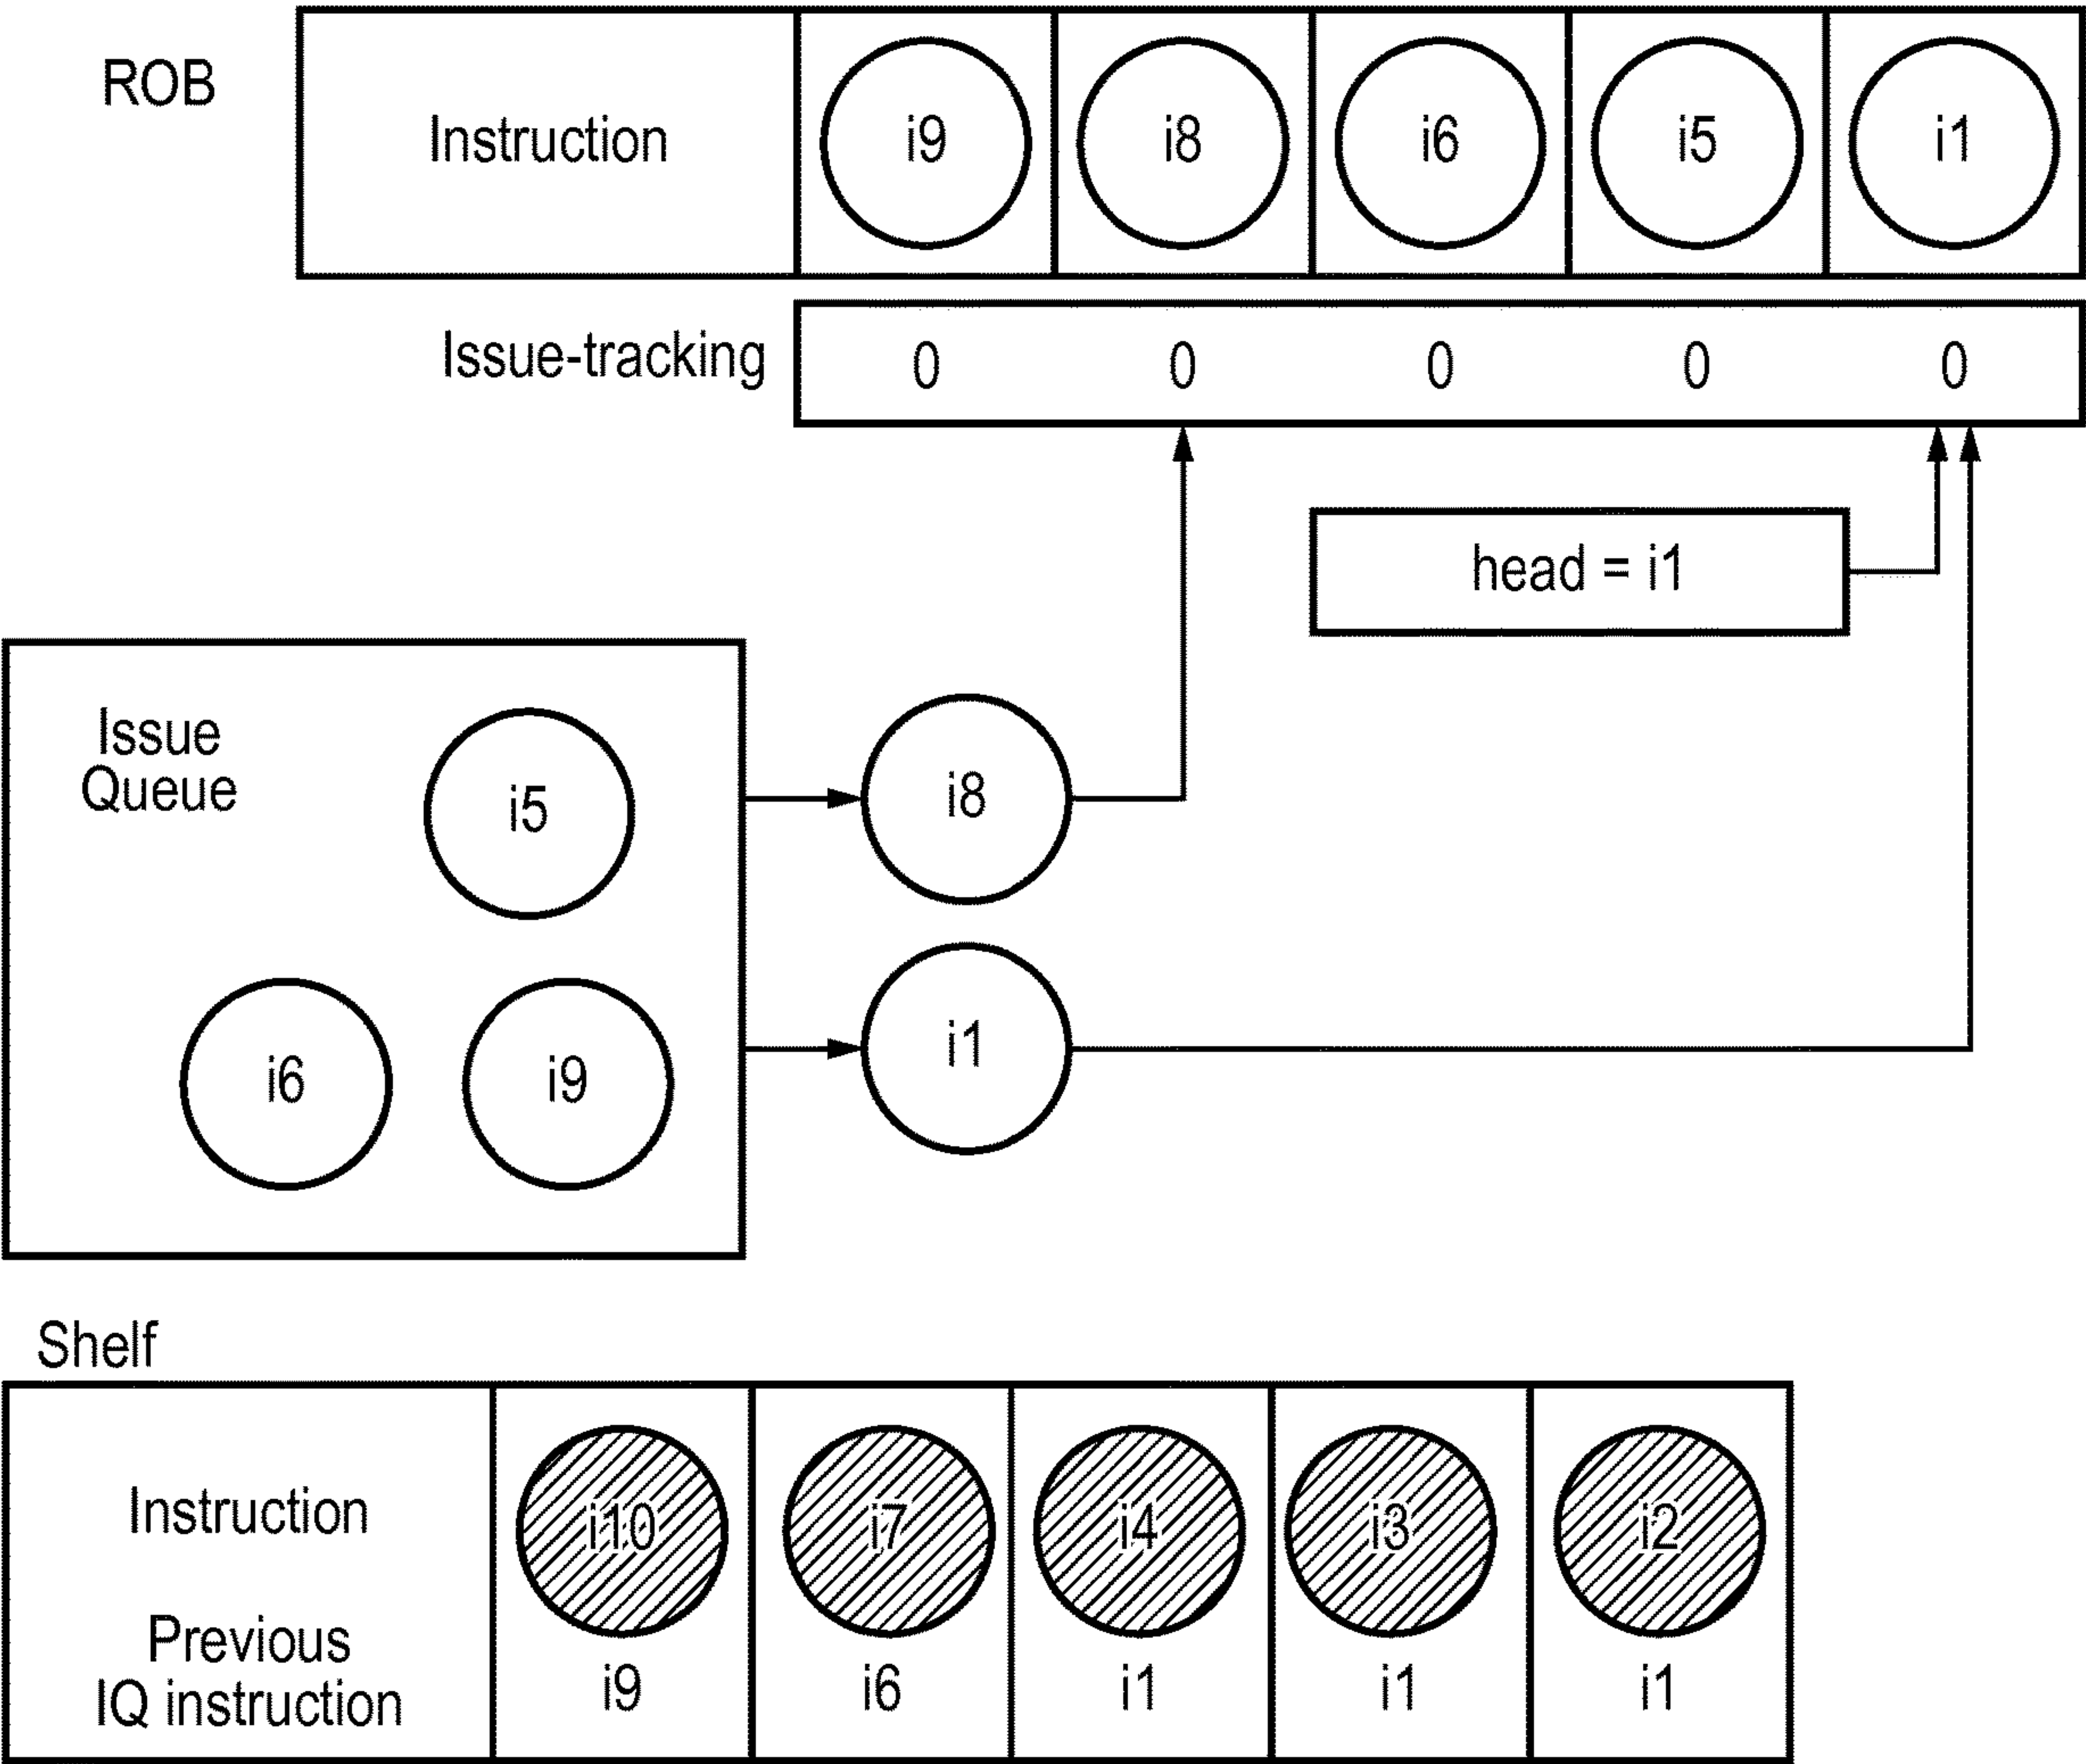 ROB
Instruction i9 i8 i6 i5 i1
Issue-tracking 0 0 0 0 0
head = i1
Issue
Queue
i5
i8
i6 i9
i1
Shelf
Instruction i10 i7 i4 i3 i2
Previous
IQ instruction i9 i6 i1 i1 i1